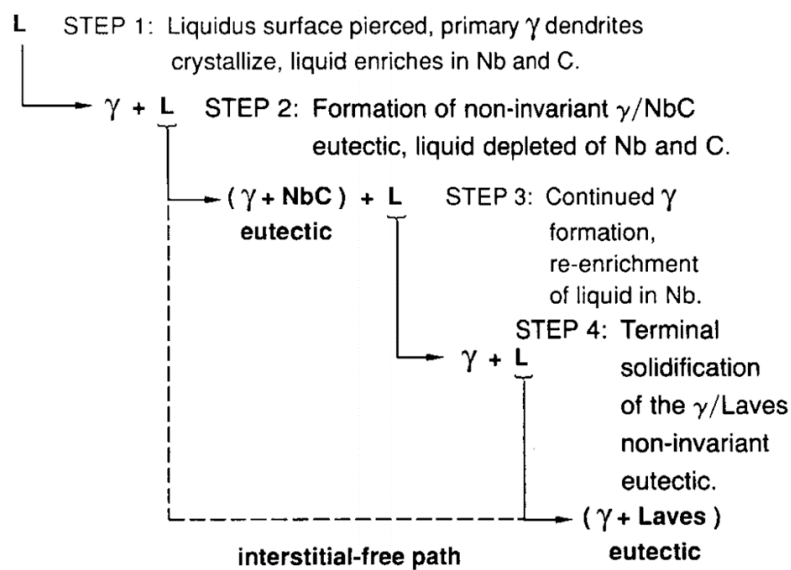 L STEP 1: Liquidus surface pierced, primary γ dendrites
crystallize, liquid enriches in Nb and C.
γ + L STEP 2: Formation of non-invariant γ/NbC
eutectic, liquid depleted of Nb and C.
(γ + NbC) + L STEP 3: Continued γ
eutectic formation,
re-enrichment
of liquid in Nb.
STEP 4: Terminal
γ + L solidification
of the γ/Laves
non-invariant
eutectic.
(γ + Laves)
interstitial-free path eutectic